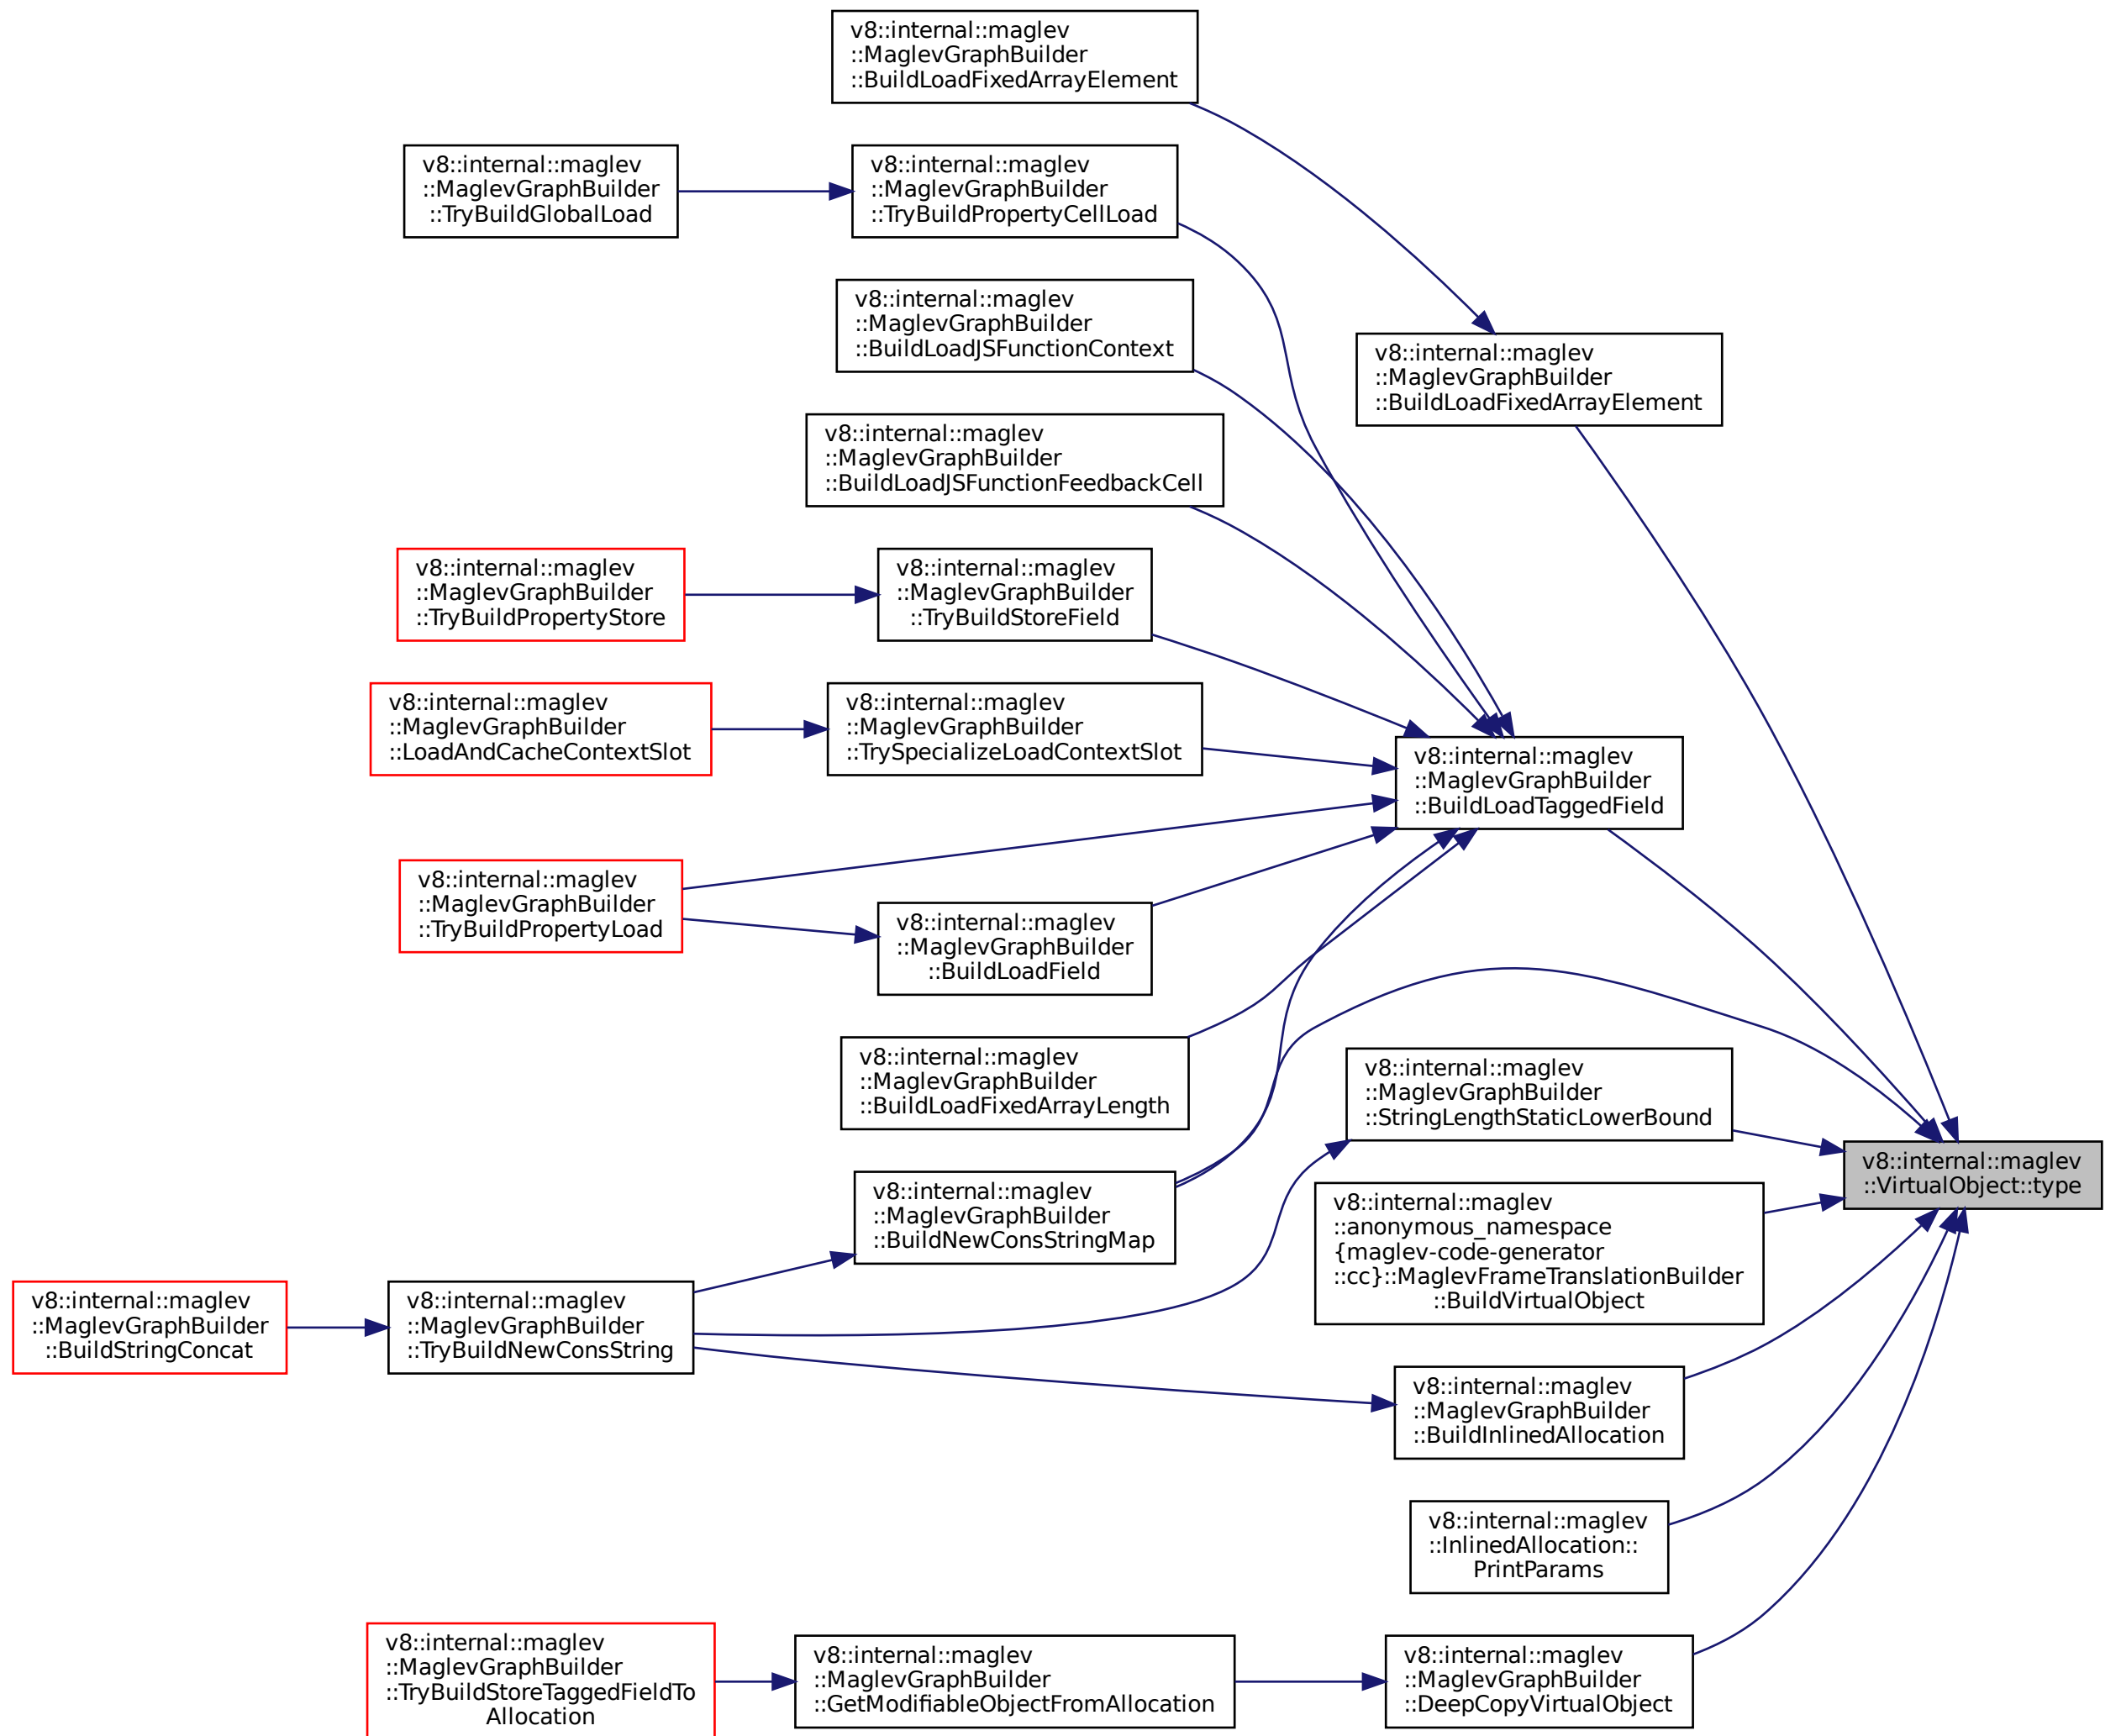 v8::internal::maglev
::MaglevGraphBuilder
::BuildLoadFixedArrayElement
v8::internal::maglev
::MaglevGraphBuilder
::TryBuildGlobalLoad
v8::internal::maglev
::MaglevGraphBuilder
::TryBuildPropertyCellLoad
v8::internal::maglev
::MaglevGraphBuilder
::BuildLoadJSFunctionContext
v8::internal::maglev
::MaglevGraphBuilder
::BuildLoadFixedArrayElement
v8::internal::maglev
::MaglevGraphBuilder
::BuildLoadJSFunctionFeedbackCell
v8::internal::maglev
::MaglevGraphBuilder
::TryBuildPropertyStore
v8::internal::maglev
::MaglevGraphBuilder
::TryBuildStoreField
v8::internal::maglev
::MaglevGraphBuilder
::LoadAndCacheContextSlot
v8::internal::maglev
::MaglevGraphBuilder
::TrySpecializeLoadContextSlot
v8::internal::maglev
::MaglevGraphBuilder
::BuildLoadTaggedField
v8::internal::maglev
::MaglevGraphBuilder
::TryBuildPropertyLoad
v8::internal::maglev
::MaglevGraphBuilder
::BuildLoadField
v8::internal::maglev
::MaglevGraphBuilder
::BuildLoadFixedArrayLength
v8::internal::maglev
::MaglevGraphBuilder
::StringLengthStaticLowerBound
v8::internal::maglev
::VirtualObject::type
v8::internal::maglev
::MaglevGraphBuilder
::BuildNewConsStringMap
v8::internal::maglev
::anonymous_namespace
{maglev-code-generator
::cc}::MaglevFrameTranslationBuilder
::BuildVirtualObject
v8::internal::maglev
::MaglevGraphBuilder
::BuildStringConcat
v8::internal::maglev
::MaglevGraphBuilder
::TryBuildNewConsString
v8::internal::maglev
::MaglevGraphBuilder
::BuildInlinedAllocation
v8::internal::maglev
::InlinedAllocation::
PrintParams
v8::internal::maglev
::MaglevGraphBuilder
::TryBuildStoreTaggedFieldTo
Allocation
v8::internal::maglev
::MaglevGraphBuilder
::GetModifiableObjectFromAllocation
v8::internal::maglev
::MaglevGraphBuilder
::DeepCopyVirtualObject